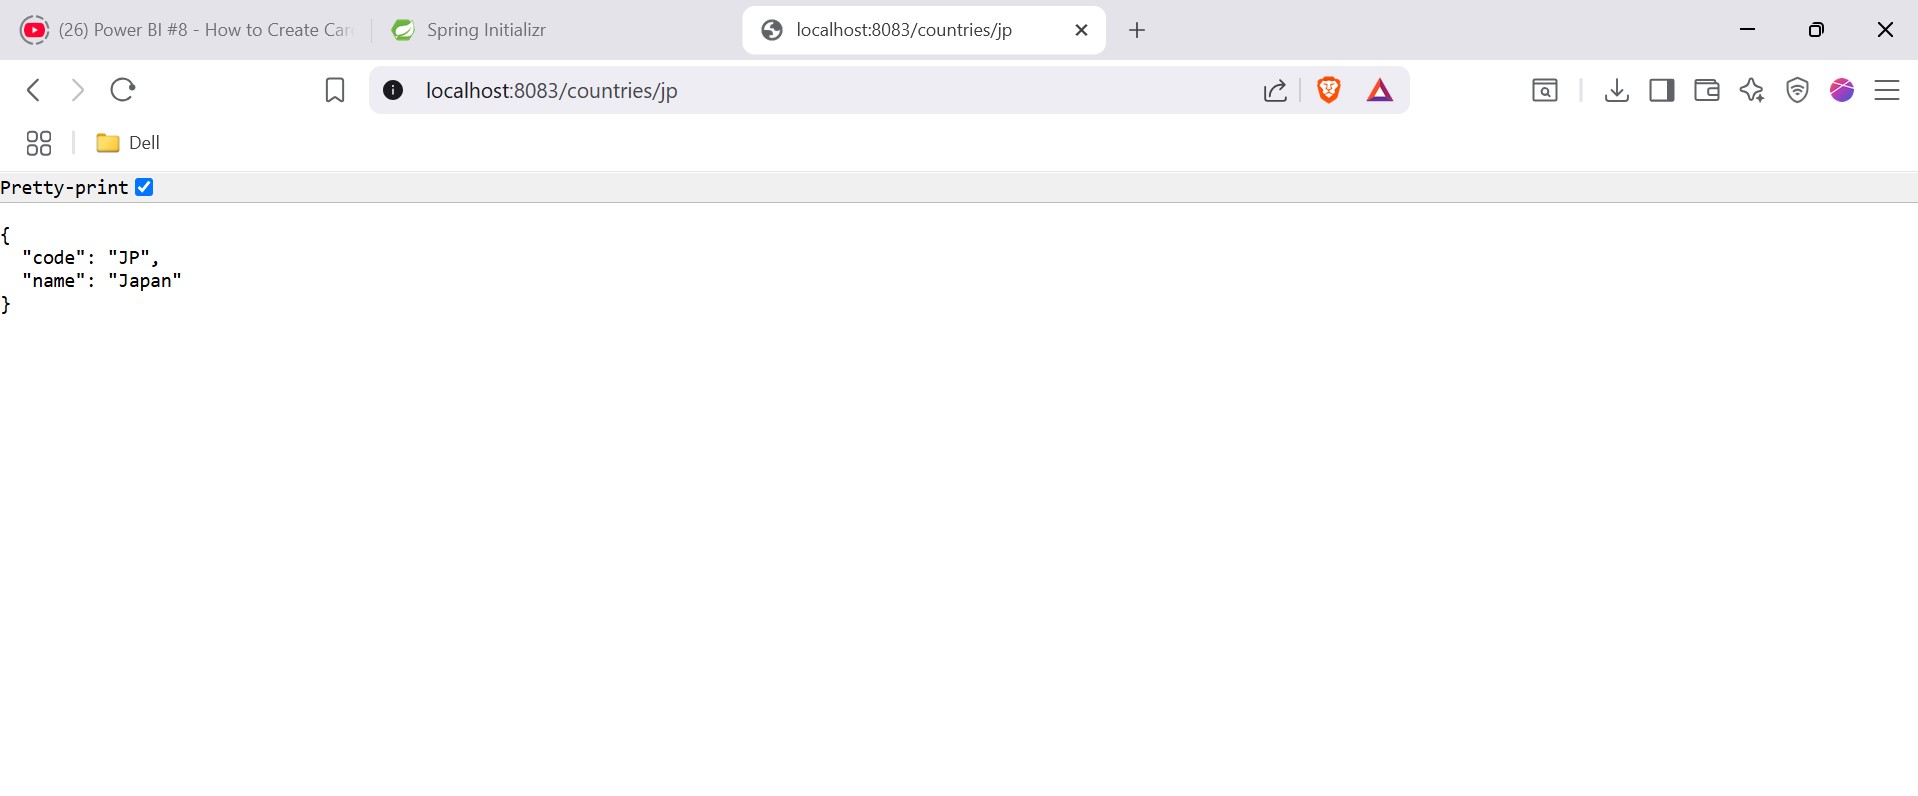 (26) Power BI #8 - How to Create Car
Spring Initializr
localhost:8083/countries/jp
localhost:8083/countries/jp
Dell
Pretty-print
{
  "code": "JP",
  "name": "Japan"
}